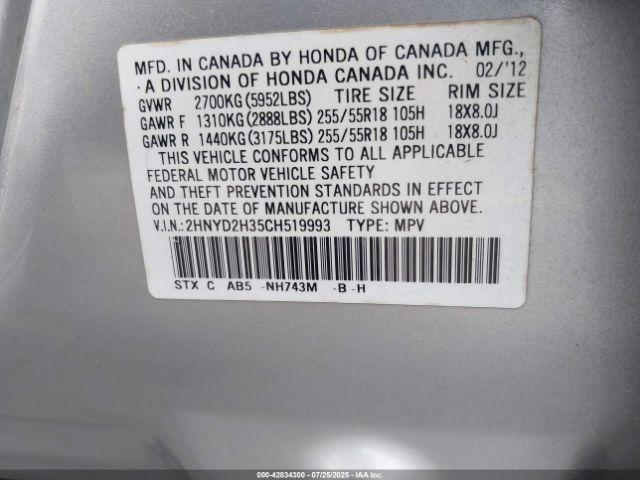 MFD. IN CANADA BY HONDA OF CANADA MFG.,
A DIVISION OF HONDA CANADA INC. 02/'12
GVWR 2700KG(5952LBS) TIRE SIZE RIM SIZE
GAWR F 1310KG(2888LBS) 255/55R18 105H 18X8.0J
GAWR R 1440KG(3175LBS) 255/55R18 105H 18X8.0J
THIS VEHICLE CONFORMS TO ALL APPLICABLE
FEDERAL MOTOR VEHICLE SAFETY
AND THEFT PREVENTION STANDARDS IN EFFECT
ON THE DATE OF MANUFACTURE SHOWN ABOVE.
V.I.N.: 2HNYD2H35CH519993 TYPE: MPV
STX C AB5 -NH743M -B -H
000-42834300 - 07/25/2025 - IAA Inc.